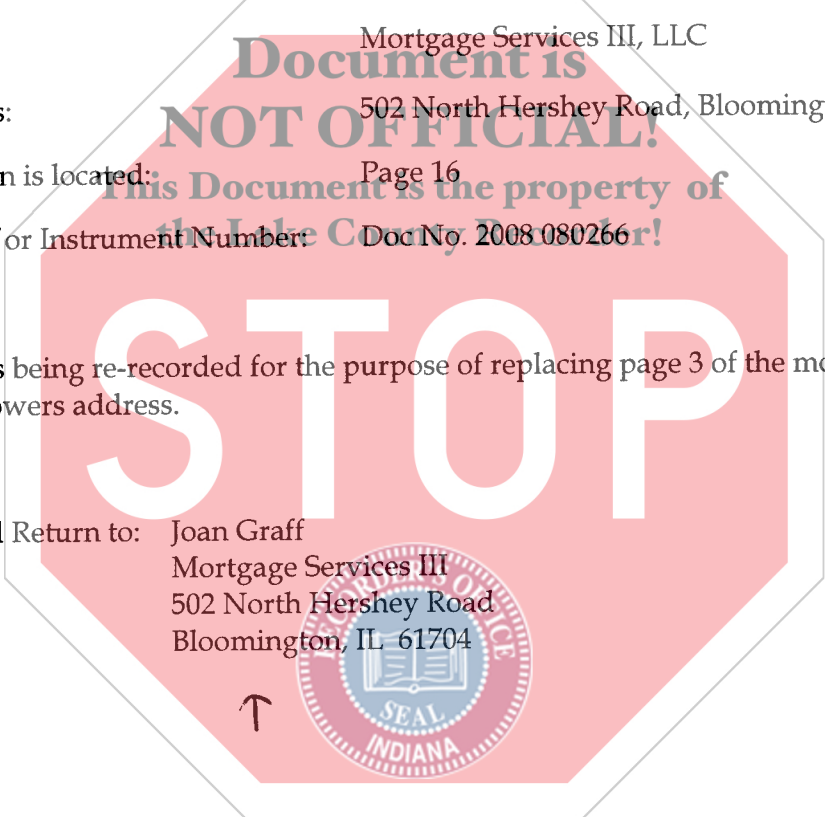 Mortgage Services III, LLC
Document is
s: 502 North Hershey Road, Blooming
NOT OFFICIAL!
n is located: Page 16
This Document is the property of
or Instrument Number: Doc No. 2008 080266
the Lake County Recorder!
STOP
s being re-recorded for the purpose of replacing page 3 of the mo
owers address.
Return to: Joan Graff
Mortgage Services III
502 North Hershey Road
Bloomington, IL 61704
RECORDER'S OFFICE
SEAL
INDIANA
T